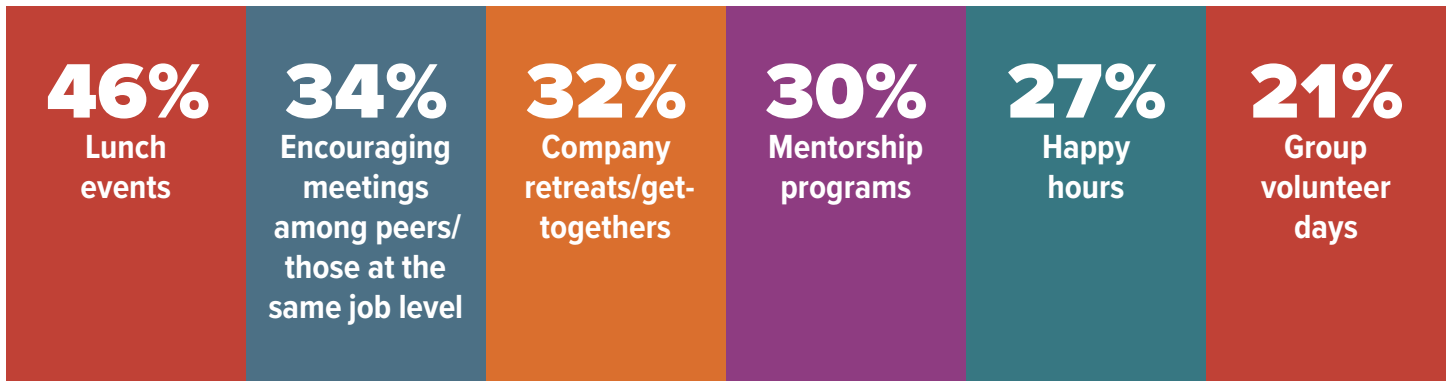 46%
Lunch
events
34%
Encouraging
meetings
among peers/
those at the
same job level
32%
Company
retreats/get-
togethers
30%
Mentorship
programs
27%
Happy
hours
21%
Group
volunteer
days